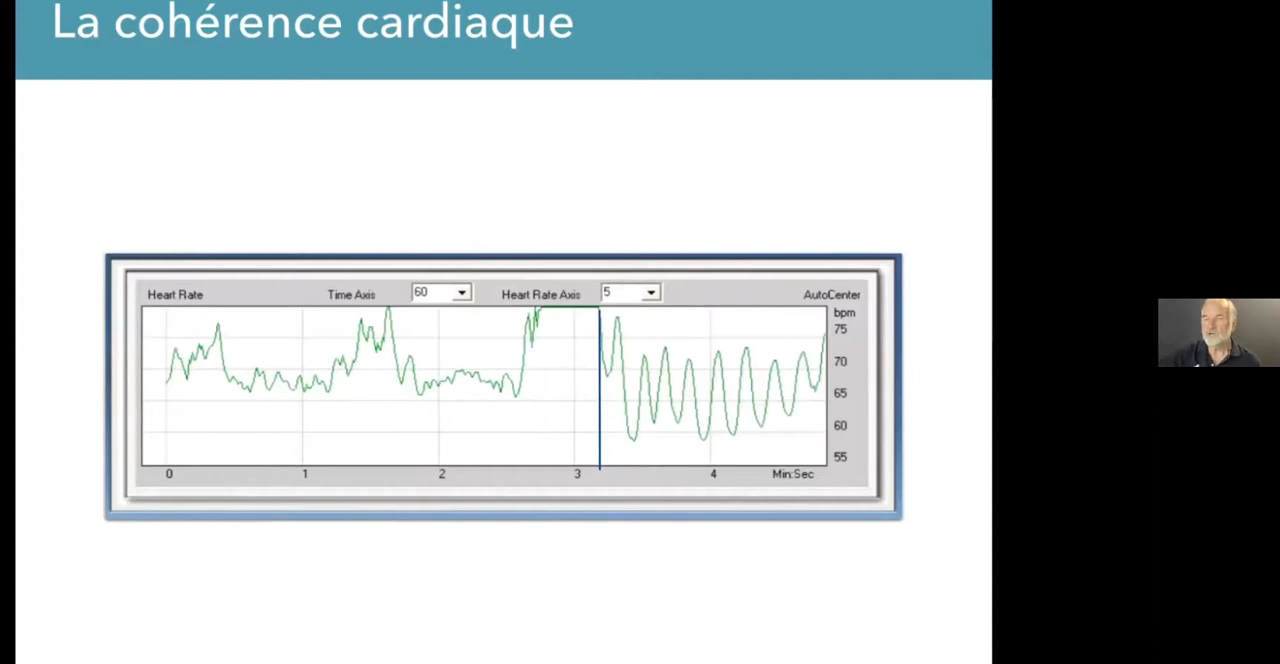 La cohérence cardiaque
Heart Rate Time Axis 60 Heart Rate Axis 5 AutoCenter
bpm
75
70
65
60
55
0 1 2 3 4 Min:Sec